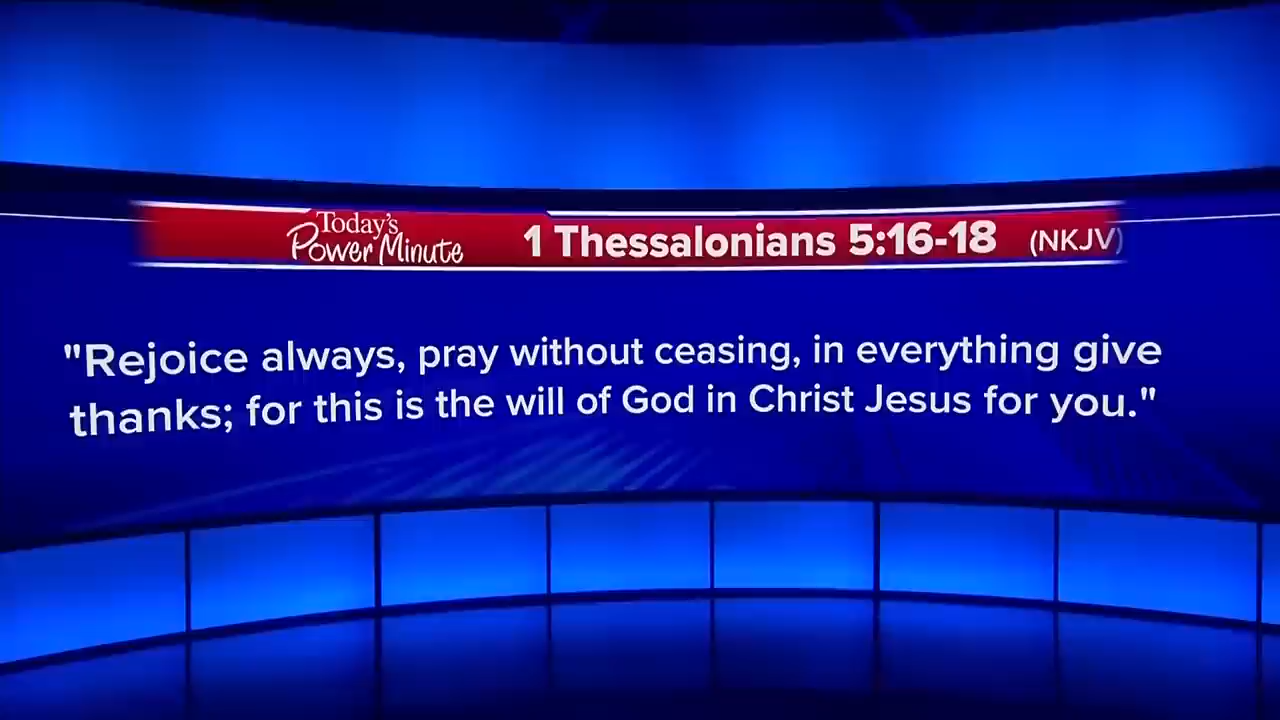 Today's
Power Minute
1 Thessalonians 5:16-18 (NKJV)
"Rejoice always, pray without ceasing, in everything give
thanks; for this is the will of God in Christ Jesus for you."